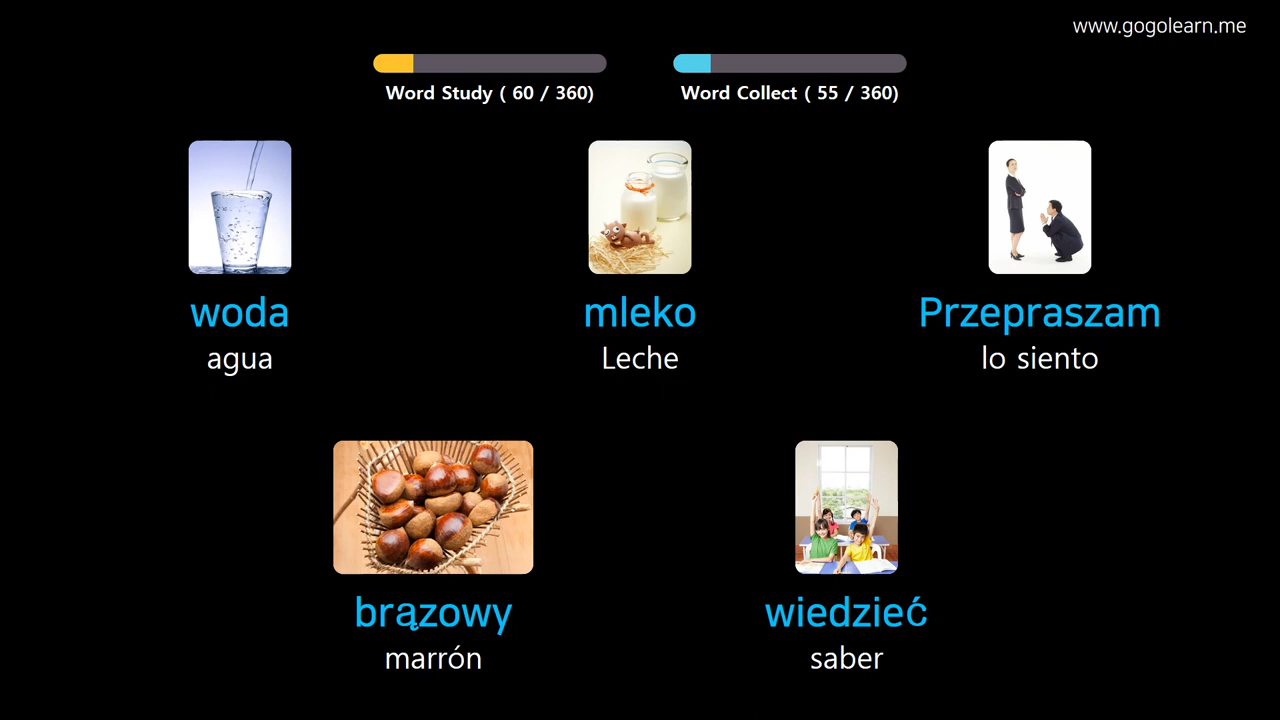 www.gogolearn.me
Word Study ( 60 / 360)
Word Collect ( 55 / 360)
woda
agua
mleko
Leche
Przepraszam
lo siento
brązowy
marrón
wiedzieć
saber